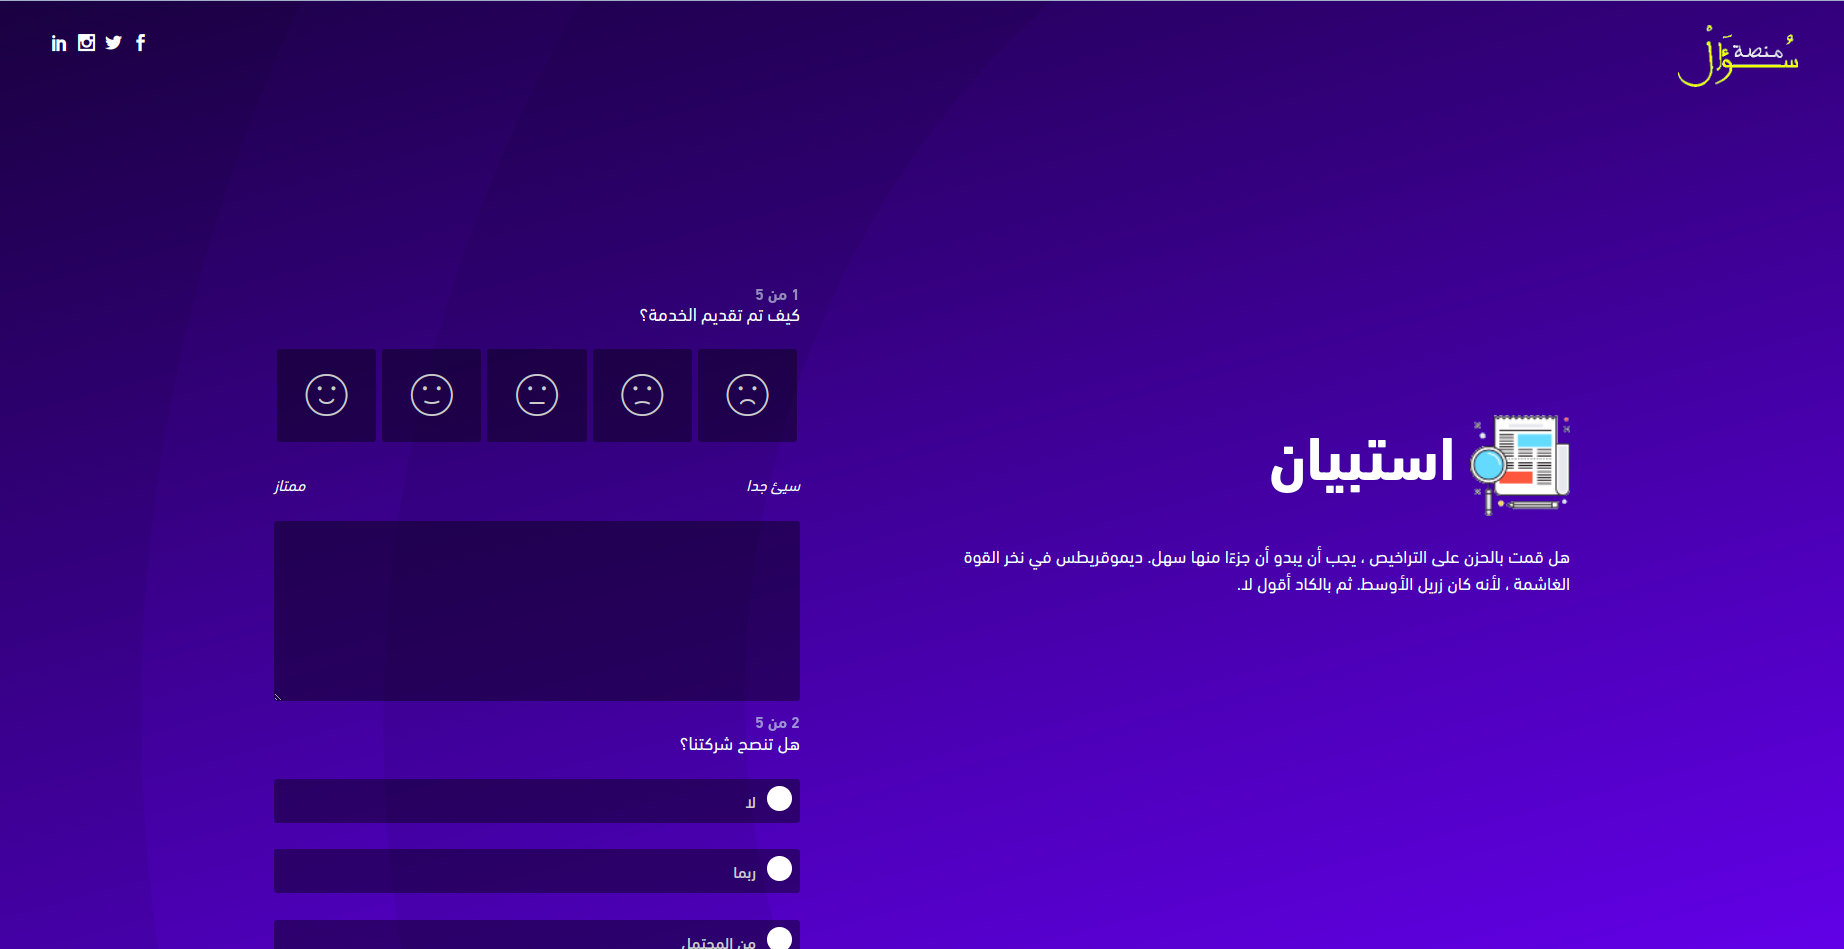 منصة
سُؤَالْ
استبيان
هل قمت بالحزن على التراخيص ، يجب أن يبدو أن جزءًا منها سهل. ديموقريطس في نخر القوة
الغاشمة ، لأنه كان زريل الأوسط. ثم بالكاد أقول لا.
1 من 5
كيف تم تقديم الخدمة؟
سيئ جدا
ممتاز
2 من 5
هل تنصح شركتنا؟
لا
ربما
من المحتمل